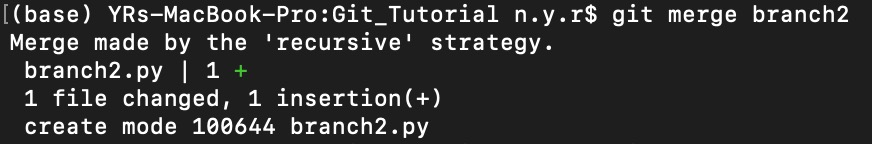 [(base) YRs-MacBook-Pro:Git_Tutorial n.y.r$ git merge branch2
Merge made by the 'recursive' strategy.
 branch2.py | 1 +
 1 file changed, 1 insertion(+)
 create mode 100644 branch2.py